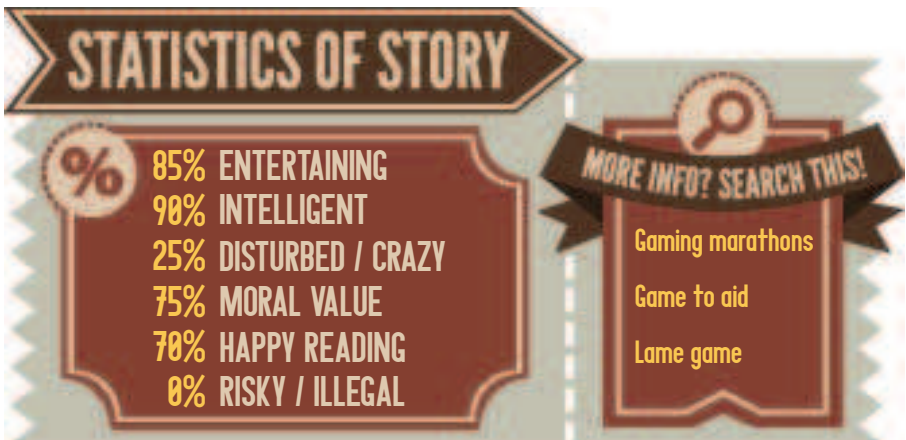 STATISTICS OF STORY
%
85% ENTERTAINING
90% INTELLIGENT
25% DISTURBED / CRAZY
75% MORAL VALUE
70% HAPPY READING
0% RISKY / ILLEGAL
MORE INFO? SEARCH THIS!
Gaming marathons
Game to aid
Lame game